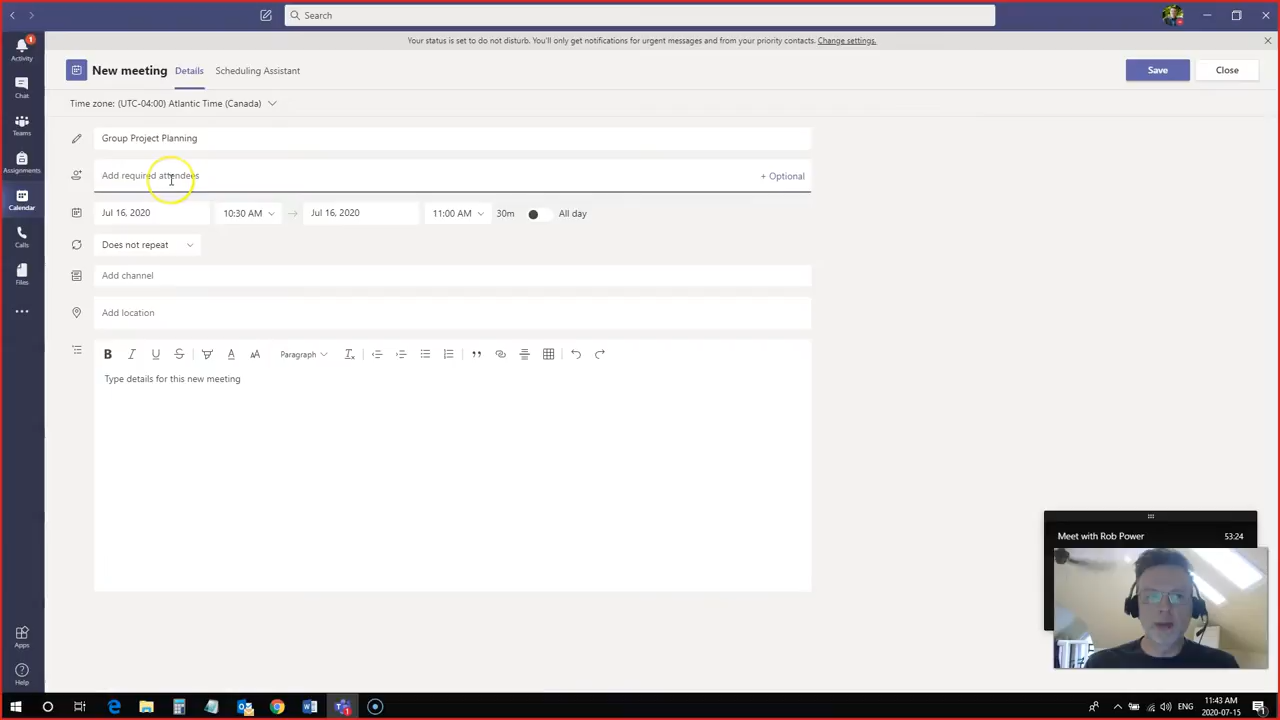 Search
Your status is set to do not disturb. You'll only get notifications for urgent messages and from your priority contacts. Change settings.
1
Activity
Chat
Teams
Assignments
Calendar
Calls
Files
Apps
Help
New meeting Details Scheduling Assistant
Save Close
Time zone: (UTC-04:00) Atlantic Time (Canada)
Group Project Planning
Add required attendees + Optional
Jul 16, 2020 10:30 AM → Jul 16, 2020 11:00 AM 30m All day
Does not repeat
Add channel
Add location
B I U S A AA Paragraph
Type details for this new meeting
Meet with Rob Power 53:24
ENG 11:43 AM
2020-07-15
1